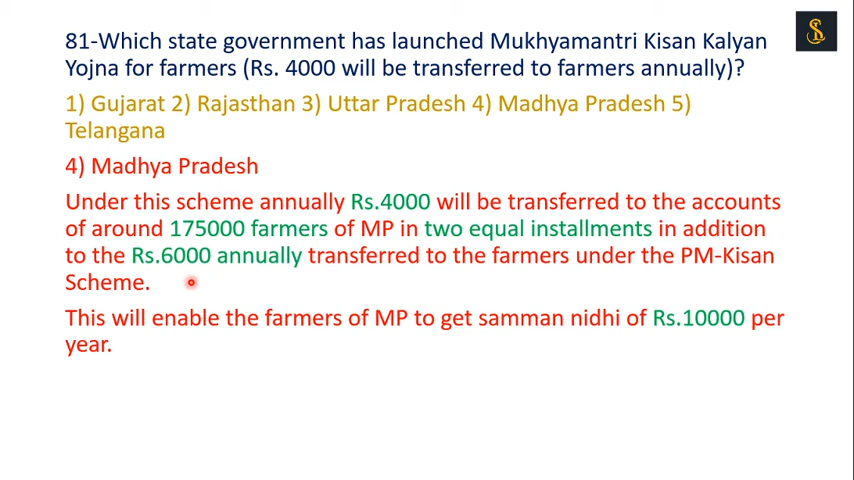 81-Which state government has launched Mukhyamantri Kisan Kalyan
Yojna for farmers (Rs. 4000 will be transferred to farmers annually)?
1) Gujarat 2) Rajasthan 3) Uttar Pradesh 4) Madhya Pradesh 5)
Telangana
4) Madhya Pradesh
Under this scheme annually Rs.4000 will be transferred to the accounts
of around 175000 farmers of MP in two equal installments in addition
to the Rs.6000 annually transferred to the farmers under the PM-Kisan
Scheme.
This will enable the farmers of MP to get samman nidhi of Rs.10000 per
year.